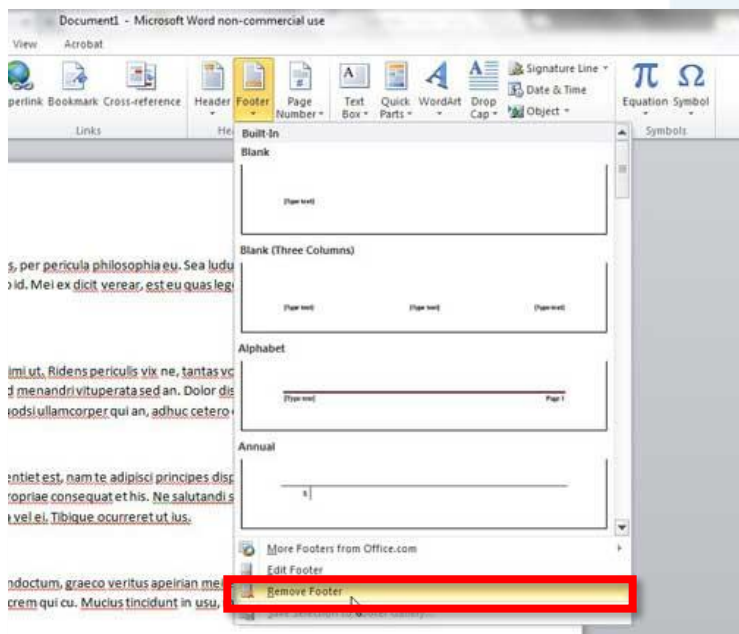 Document1 - Microsoft Word non-commercial use
View Acrobat
perlink Bookmark Cross-reference Header Footer Page Number Text Box Quick Parts WordArt Drop Cap Signature Line Date & Time Object Equation Symbol
Links He Symbols
Built-In
Blank
[Type text]
Blank (Three Columns)
[Type text] [Type text] [Type text]
Alphabet
[Type text] Page 1
Annual
More Footers from Office.com
Edit Footer
Remove Footer
s, per pericula philosophia eu. Sea ludu
o id. Mei ex dicit verear, est eu quas leg
imi ut. Ridens periculis vix ne, tantas vo
d menandri vituperata sed an. Dolor dis
odsi ullamcorper qui an, adhuc cetero
entiet est, nam te adipisci principes disp
ropriae consequat et his. Ne salutandi s
vel ei. Tibique ocurreret ut ius.
ndoctum, graeco veritus apeirian me
crem qui cu. Mucius tincidunt in usu,